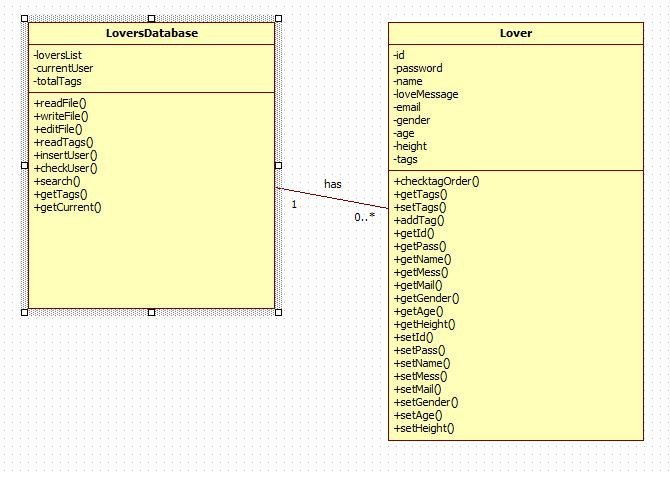 LoversDatabase
-loversList
-currentUser
-totalTags
+readFile()
+writeFile()
+editFile()
+readTags()
+insertUser()
+checkUser()
+search()
+getTags()
+getCurrent()
has
1
0..*
Lover
-id
-password
-name
-loveMessage
-email
-gender
-age
-height
-tags
+checktagOrder()
+getTags()
+setTags()
+addTag()
+getId()
+getPass()
+getName()
+getMess()
+getMail()
+getGender()
+getAge()
+getHeight()
+setId()
+setPass()
+setName()
+setMess()
+setMail()
+setGender()
+setAge()
+setHeight()